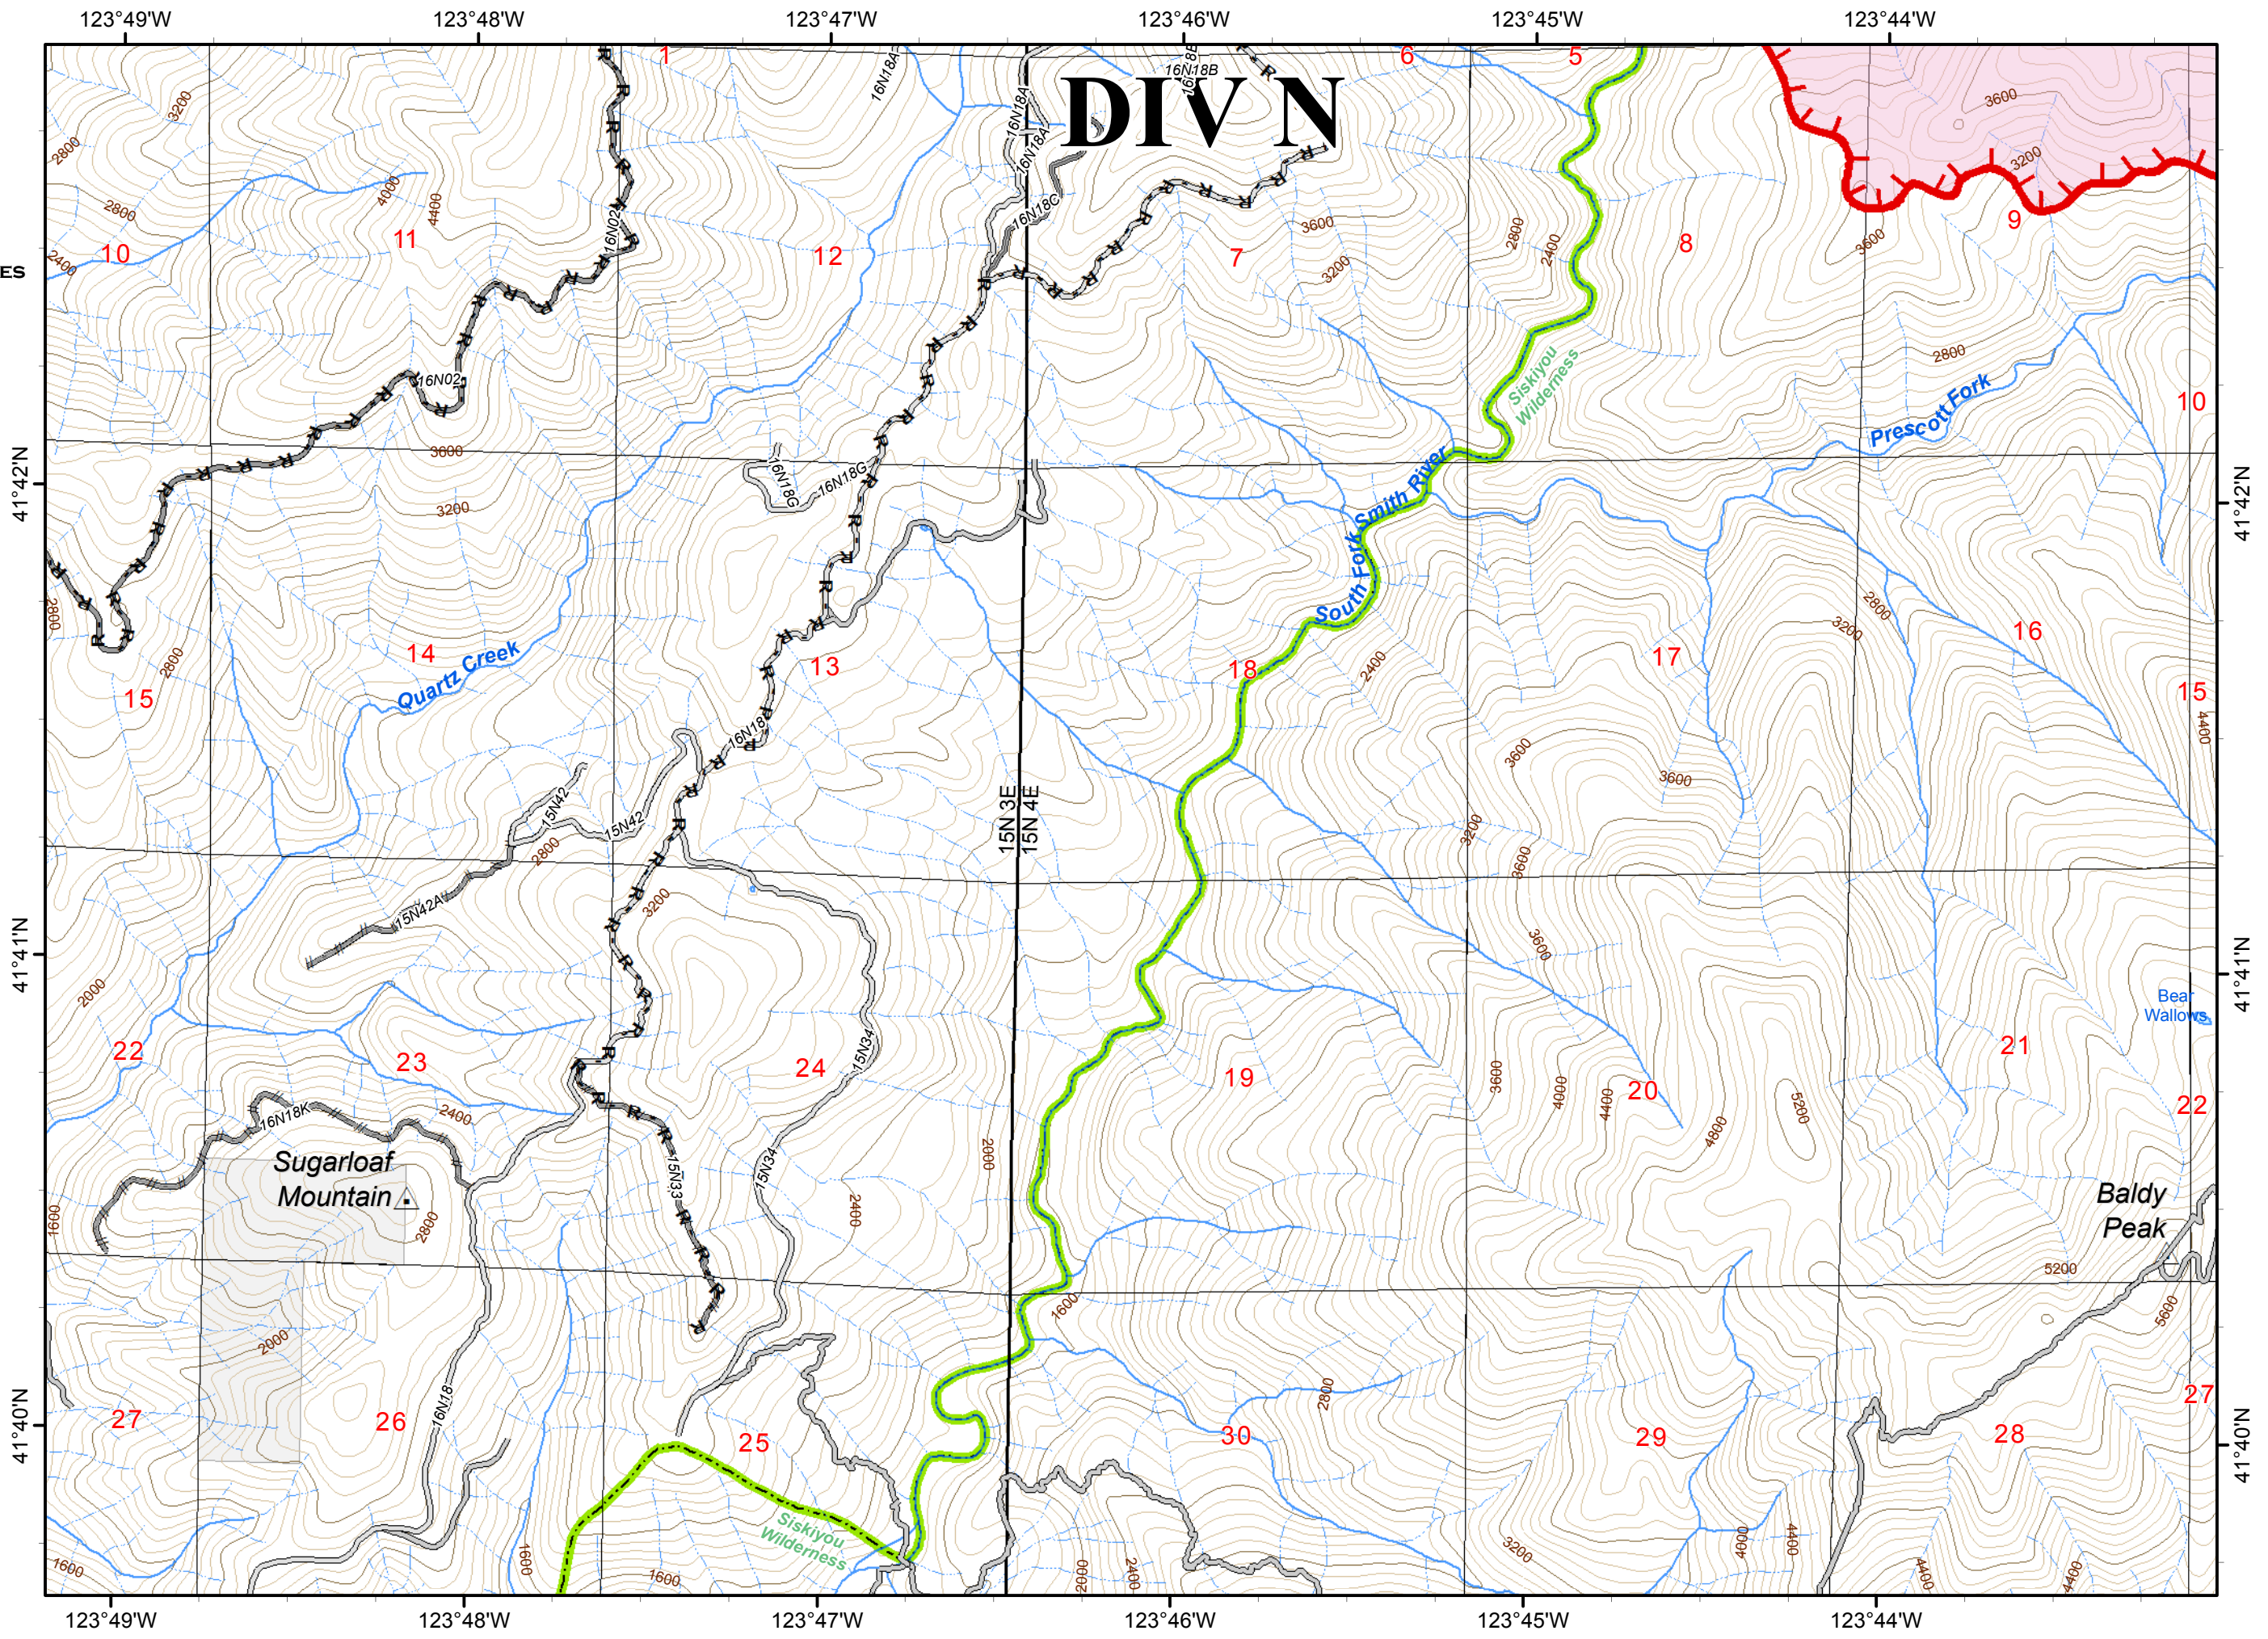 123°49'W
123°48'W
123°47'W
123°46'W
123°45'W
123°44'W
1
6
5
16N18A
16N18B
16N18B
DIV N
3200
2800
3600
16N18A
16N18A
3200
4000
4400
2800
16N02
16N18C
3600
2800
2400
8
9
3600
10
11
12
7
3200
2400
ES
Siskiyou
Wilderness
2800
Prescott Fork
10
16N02
3600
41°42'N
16N18G
16N18G
3200
South Fork Smith River
41°42'N
2800
2800
3200
2800
14
Quartz Creek
13
18
2400
17
16
15
15
4400
16N18
3600
3600
15N42
15N42
2800
15N 3E
15N 4E
3200
3600
15N42A
3200
3600
41°41'N
41°41'N
2000
Bear
Wallows
22
23
24
15N34
19
20
21
22
3600
4000
4400
4800
5200
16N18K
2400
Sugarloaf
Mountain
2800
15N33
15N34
2000
2400
1600
Baldy
Peak
5200
5600
1600
2000
2800
16N18
27
26
25
30
29
28
27
41°40'N
41°40'N
Siskiyou
Wilderness
1600
1600
1600
2000
2400
3200
4000
4400
4400
4400
123°49'W
123°48'W
123°47'W
123°46'W
123°45'W
123°44'W